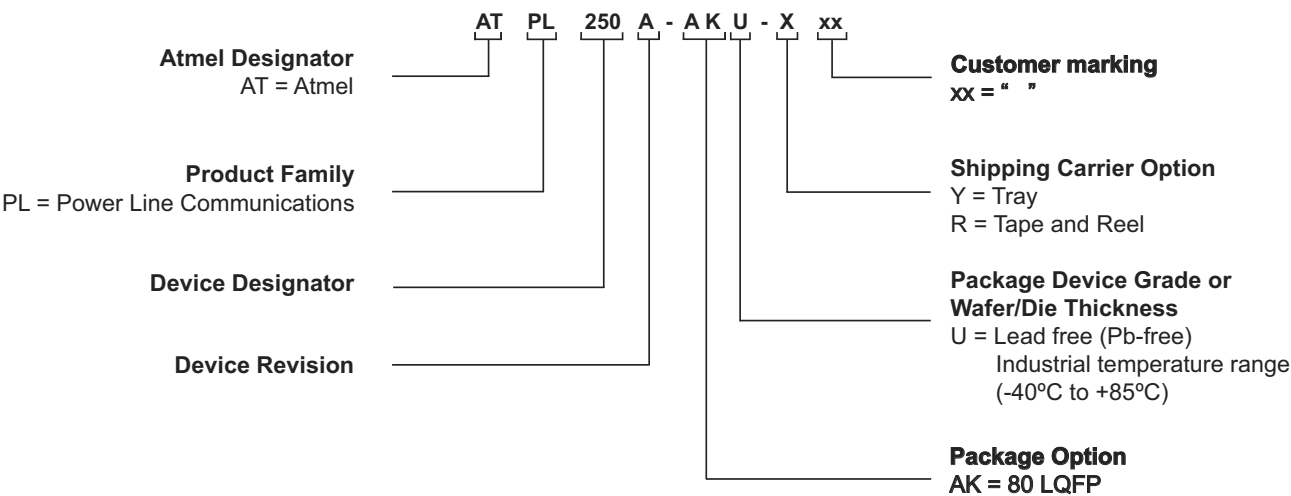 AT PL 250 A - A K U - X xx
Atmel Designator
AT = Atmel
Product Family
PL = Power Line Communications
Device Designator
Device Revision
Customer marking
xx = “ ”
Shipping Carrier Option
Y = Tray
R = Tape and Reel
Package Device Grade or
Wafer/Die Thickness
U = Lead free (Pb-free)
Industrial temperature range
(-40ºC to +85ºC)
Package Option
AK = 80 LQFP